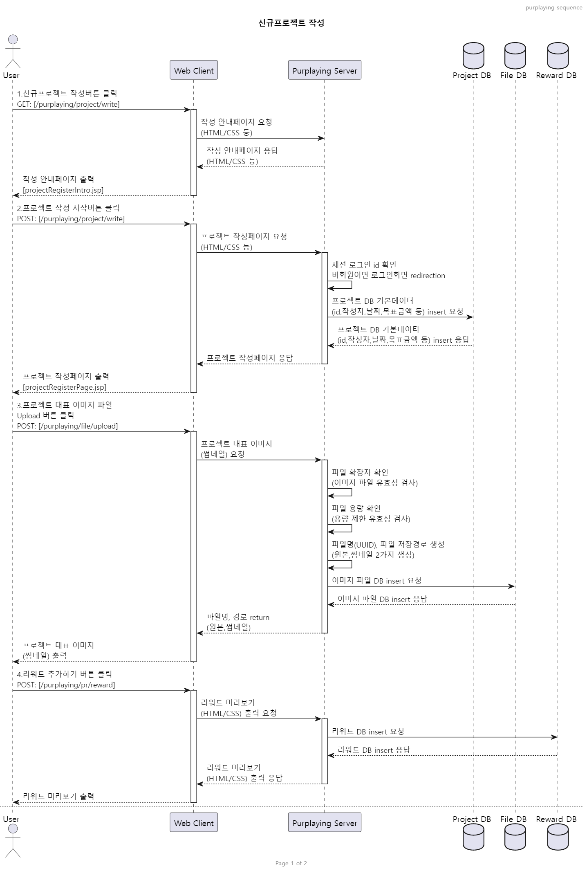 purplaying sequence
신규프로젝트 작성
User
Web Client
Purplaying Server
Project DB
File DB
Reward DB
1.신규프로젝트 작성버튼 클릭
GET: [/purplaying/project/write]
작성 안내페이지 요청
(HTML/CSS 등)
작성 안내페이지 응답
(HTML/CSS 등)
작성 안내페이지 출력
[projectRegisterIntro.jsp]
2.프로젝트 작성 시작버튼 클릭
POST: [/purplaying/project/write]
프로젝트 작성페이지 요청
(HTML/CSS 등)
세션 로그인 id 확인
비회원이면 로그인화면 redirection
프로젝트 DB 기본데이터
(id,작성자,날짜,목표금액 등) insert 요청
프로젝트 DB 기본데이터
(id,작성자,날짜,목표금액 등) insert 응답
프로젝트 작성페이지 응답
프로젝트 작성페이지 출력
[projectRegisterPage.jsp]
3.프로젝트 대표 이미지 파일
Upload 버튼 클릭
POST: [/purplaying/file/upload]
프로젝트 대표 이미지
(썸네일) 요청
파일 확장자 확인
(이미지 파일 유효성 검사)
파일 용량 확인
(용량 제한 유효성 검사)
파일명(UUID), 파일 저장경로 생성
(원본,썸네일 2가지 생성)
이미지 파일 DB insert 요청
이미지 파일 DB insert 응답
파일명, 경로 return
(원본,썸네일)
프로젝트 대표 이미지
(썸네일) 출력
4.리워드 추가하기 버튼 클릭
POST: [/purplaying/pr/reward]
리워드 미리보기
(HTML/CSS) 출력 요청
리워드 DB insert 요청
리워드 DB insert 응답
리워드 미리보기
(HTML/CSS) 출력 응답
리워드 미리보기 출력
User
Web Client
Purplaying Server
Project DB
File DB
Reward DB
Page 1 of 2